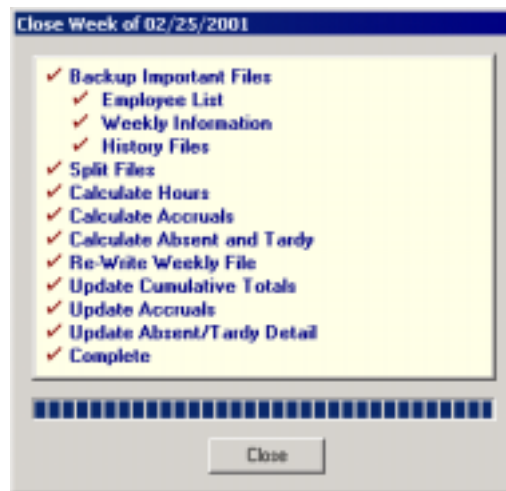 Close Week of 02/25/2001
Backup Important Files
Employee List
Weekly Information
History Files
Split Files
Calculate Hours
Calculate Accruals
Calculate Absent and Tardy
Re-Write Weekly File
Update Cumulative Totals
Update Accruals
Update Absent/Tardy Detail
Complete
Close